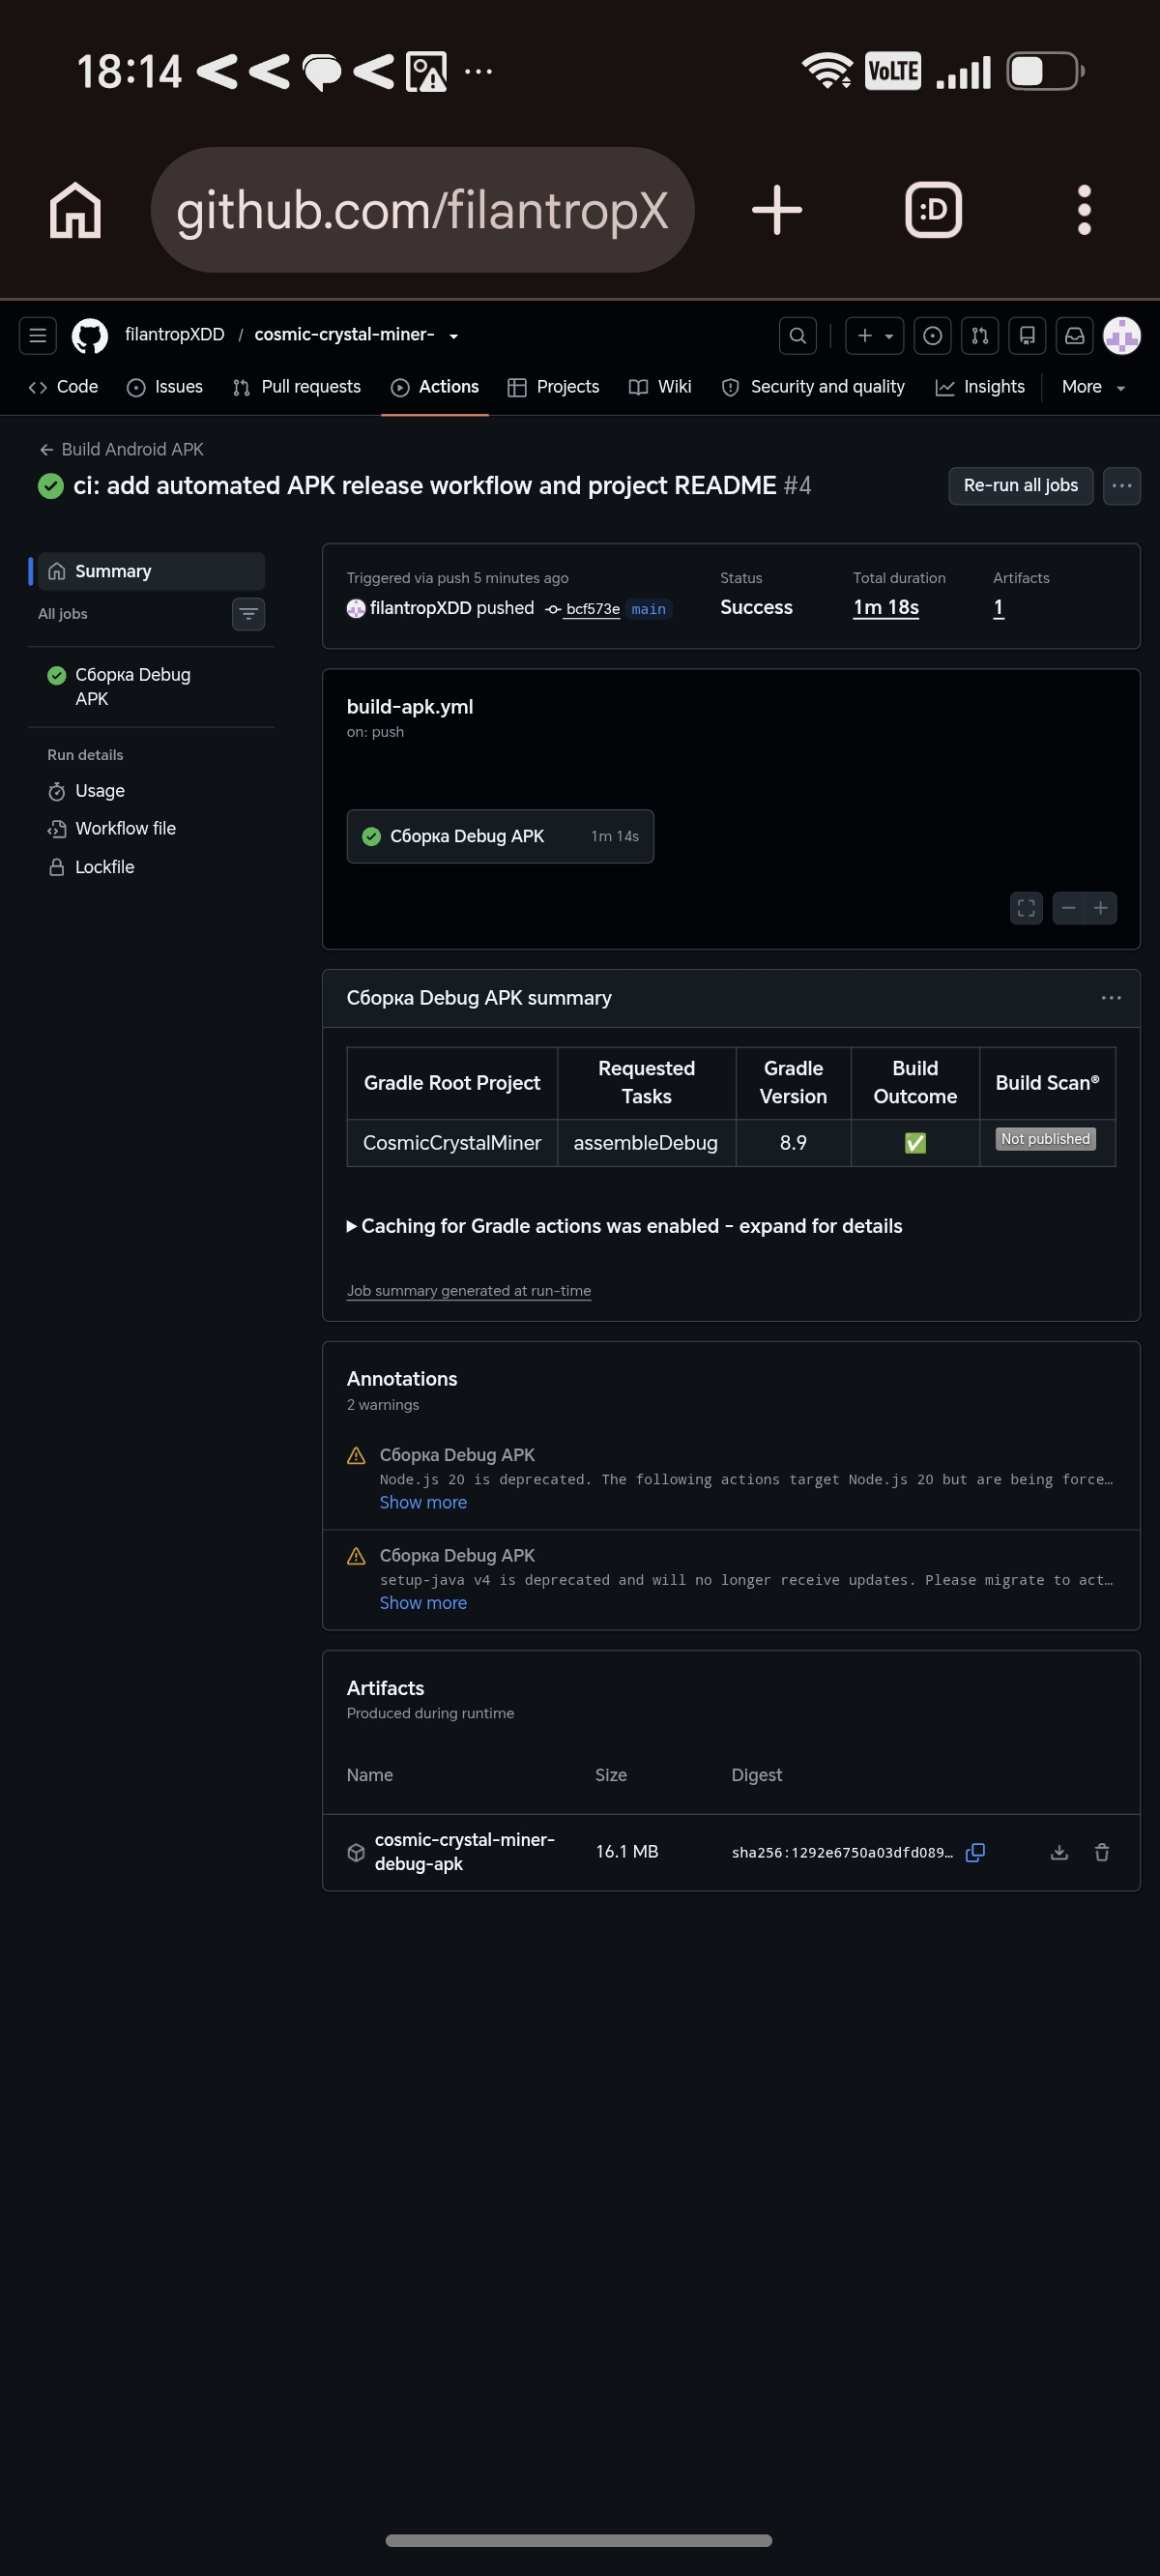 18:14
VoLTE
github.com/filantropX
:D
filantropXDD / cosmic-crystal-miner-
Code Issues Pull requests Actions Projects Wiki Security and quality Insights More
Build Android APK
ci: add automated APK release workflow and project README #4
Re-run all jobs
Summary
All jobs
Сборка Debug
APK
Run details
Usage
Workflow file
Lockfile
Triggered via push 5 minutes ago
filantropXDD pushed bcf573e main
Status
Success
Total duration
1m 18s
Artifacts
1
build-apk.yml
on: push
Сборка Debug APK 1m 14s
Сборка Debug APK summary
Gradle Root Project
Requested
Tasks
Gradle
Version
Build
Outcome
Build Scan®
CosmicCrystalMiner assembleDebug 8.9 ✅ Not published
Caching for Gradle actions was enabled - expand for details
Job summary generated at run-time
Annotations
2 warnings
Сборка Debug APK
Node.js 20 is deprecated. The following actions target Node.js 20 but are being force…
Show more
Сборка Debug APK
setup-java v4 is deprecated and will no longer receive updates. Please migrate to act…
Show more
Artifacts
Produced during runtime
Name Size Digest
cosmic-crystal-miner-
debug-apk
16.1 MB
sha256:1292e6750a03dfd089…